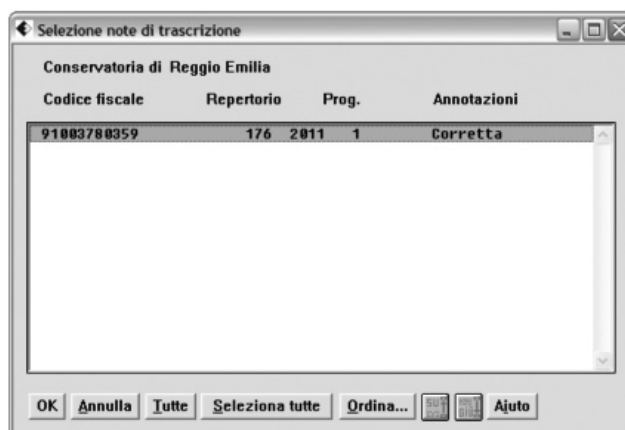 Selezione note di trascrizione
Conservatoria di Reggio Emilia
Codice fiscale Repertorio Prog. Annotazioni
91003780359 176 2011 1 Corretta
OK Annulla Tutte Seleziona tutte Ordina... Aiuto